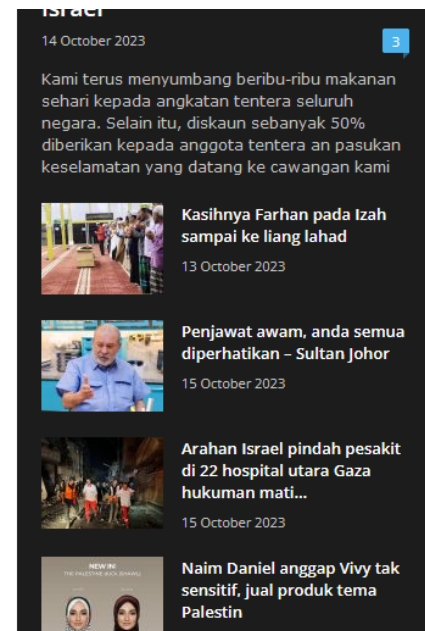 Israel
14 October 2023
3
Kami terus menyumbang beribu-ribu makanan
sehari kepada angkatan tentera seluruh
negara. Selain itu, diskaun sebanyak 50%
diberikan kepada anggota tentera an pasukan
keselamatan yang datang ke cawangan kami
Kasihnya Farhan pada Izah
sampai ke liang lahad
13 October 2023
Penjawat awam, anda semua
diperhatikan – Sultan Johor
15 October 2023
Arahan Israel pindah pesakit
di 22 hospital utara Gaza
hukuman mati...
15 October 2023
NEW IN!
Naim Daniel anggap Vivy tak
sensitif, jual produk tema
Palestin